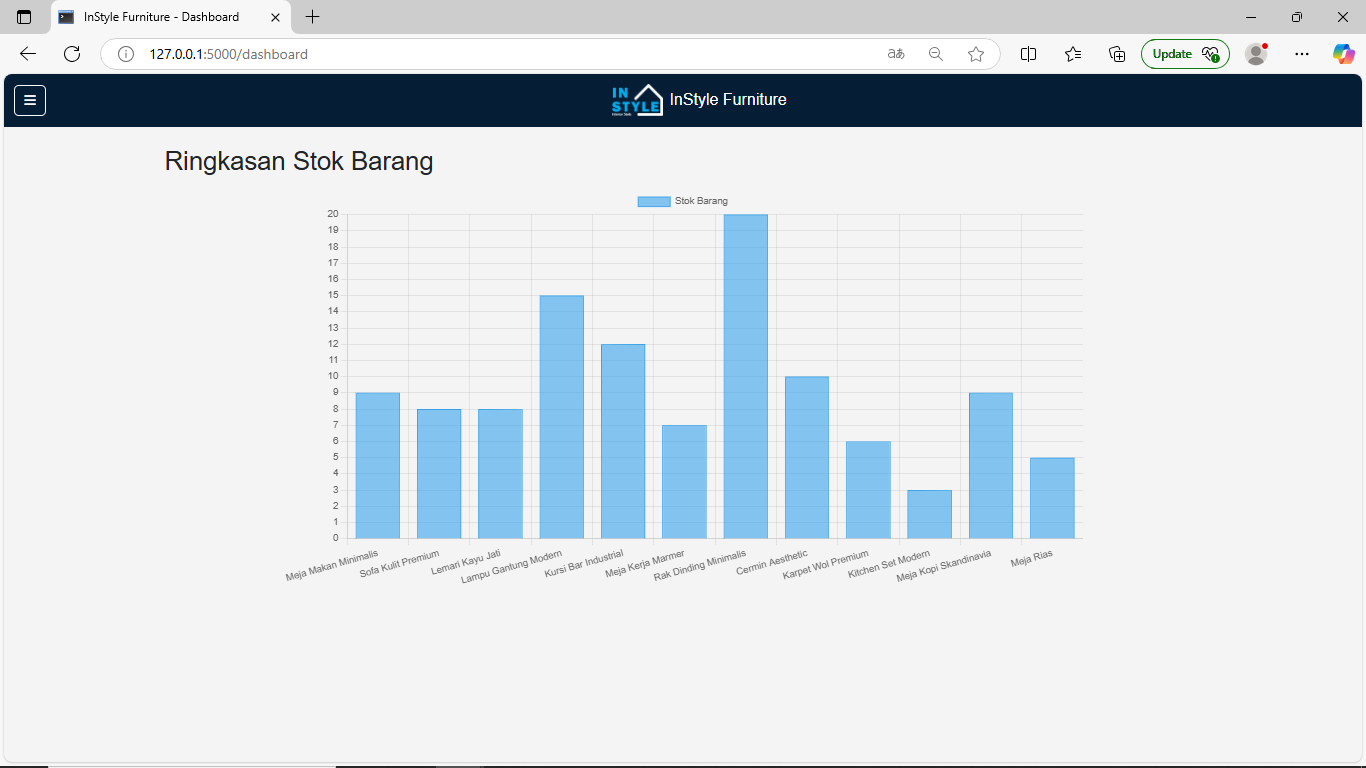 InStyle Furniture - Dashboard
127.0.0.1:5000/dashboard
aあ
Update
IN
STYLE
InStyle Furniture
Ringkasan Stok Barang
Stok Barang
20
19
18
17
16
15
14
13
12
11
10
9
8
7
6
5
4
3
2
1
0
Meja Makan Minimalis
Sofa Kulit Premium
Lemari Kayu Jati
Lampu Gantung Modern
Kursi Bar Industrial
Meja Kerja Marmer
Rak Dinding Minimalis
Cermin Aesthetic
Karpet Wol Premium
Kitchen Set Modern
Meja Kopi Skandinavia
Meja Rias